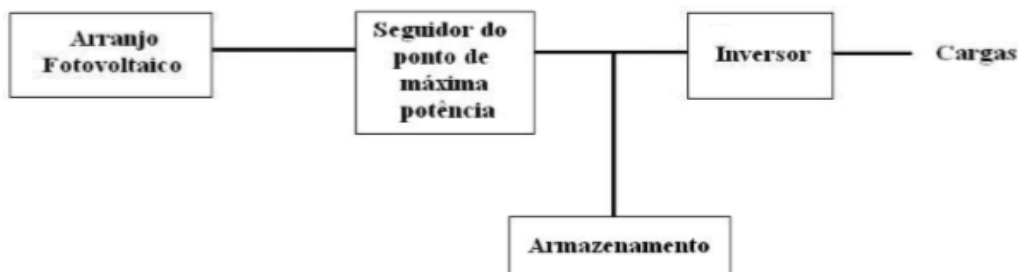 Arranjo
Fotovoltaico
Seguidor do
ponto de
máxima
potência
Inversor
Cargas
Armazenamento